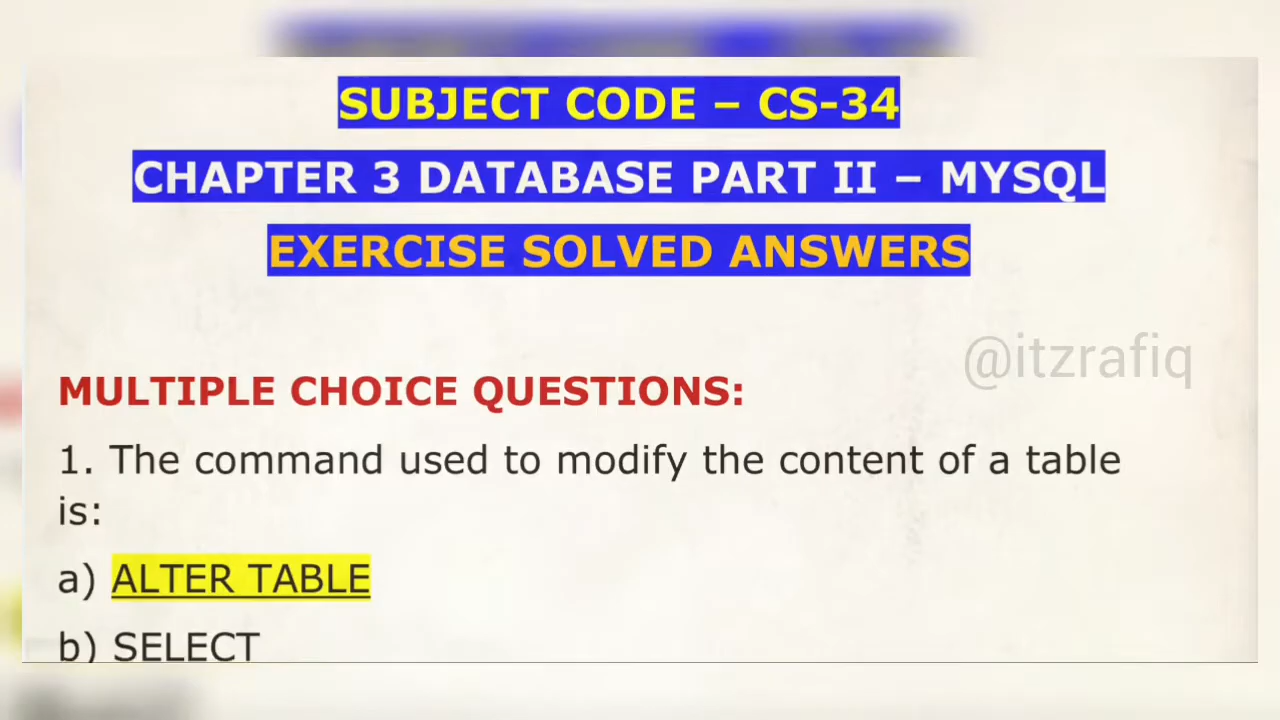 SUBJECT CODE – CS-34
CHAPTER 3 DATABASE PART II – MYSQL
EXERCISE SOLVED ANSWERS
@itzrafiq
MULTIPLE CHOICE QUESTIONS:
1. The command used to modify the content of a table
is:
a) ALTER TABLE
b) SELECT